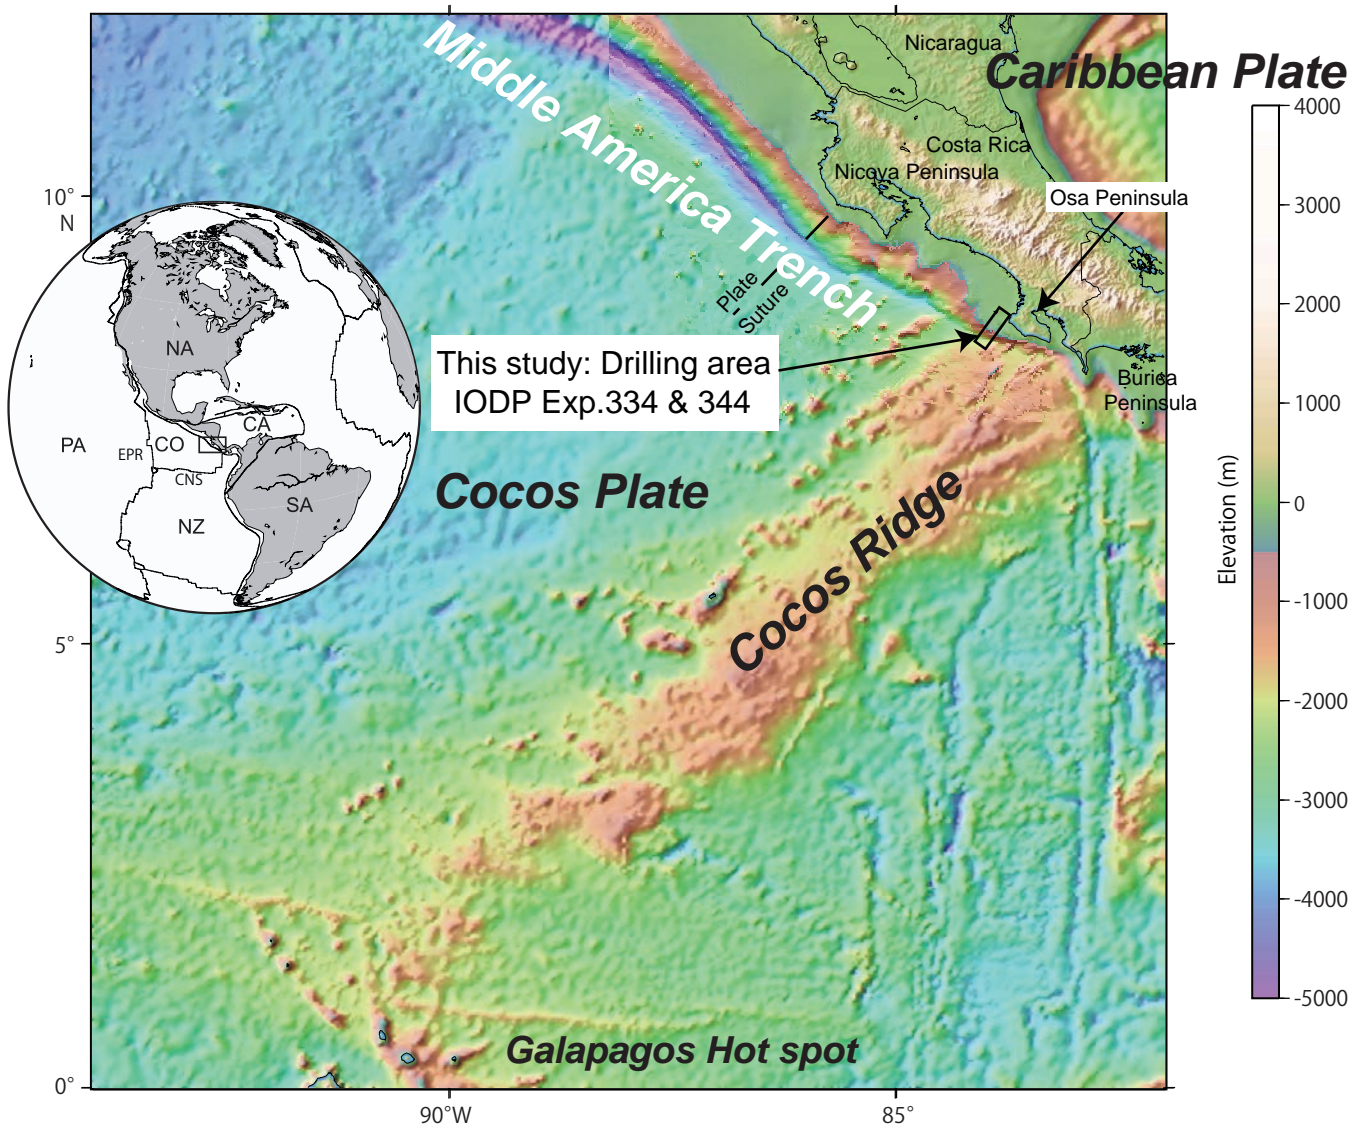 Middle America Trench
Nicaragua
Caribbean Plate
Costa Rica
Nicoya Peninsula
Osa Peninsula
Plate
Suture
This study: Drilling area
IODP Exp.334 & 344
Burica
Peninsula
Cocos Plate
Cocos Ridge
Galapagos Hot spot
10°
N
5°
0°
90°W
85°
NA
CA
PA
EPR
CO
CNS
NZ
SA
Elevation (m)
4000
3000
2000
1000
0
-1000
-2000
-3000
-4000
-5000